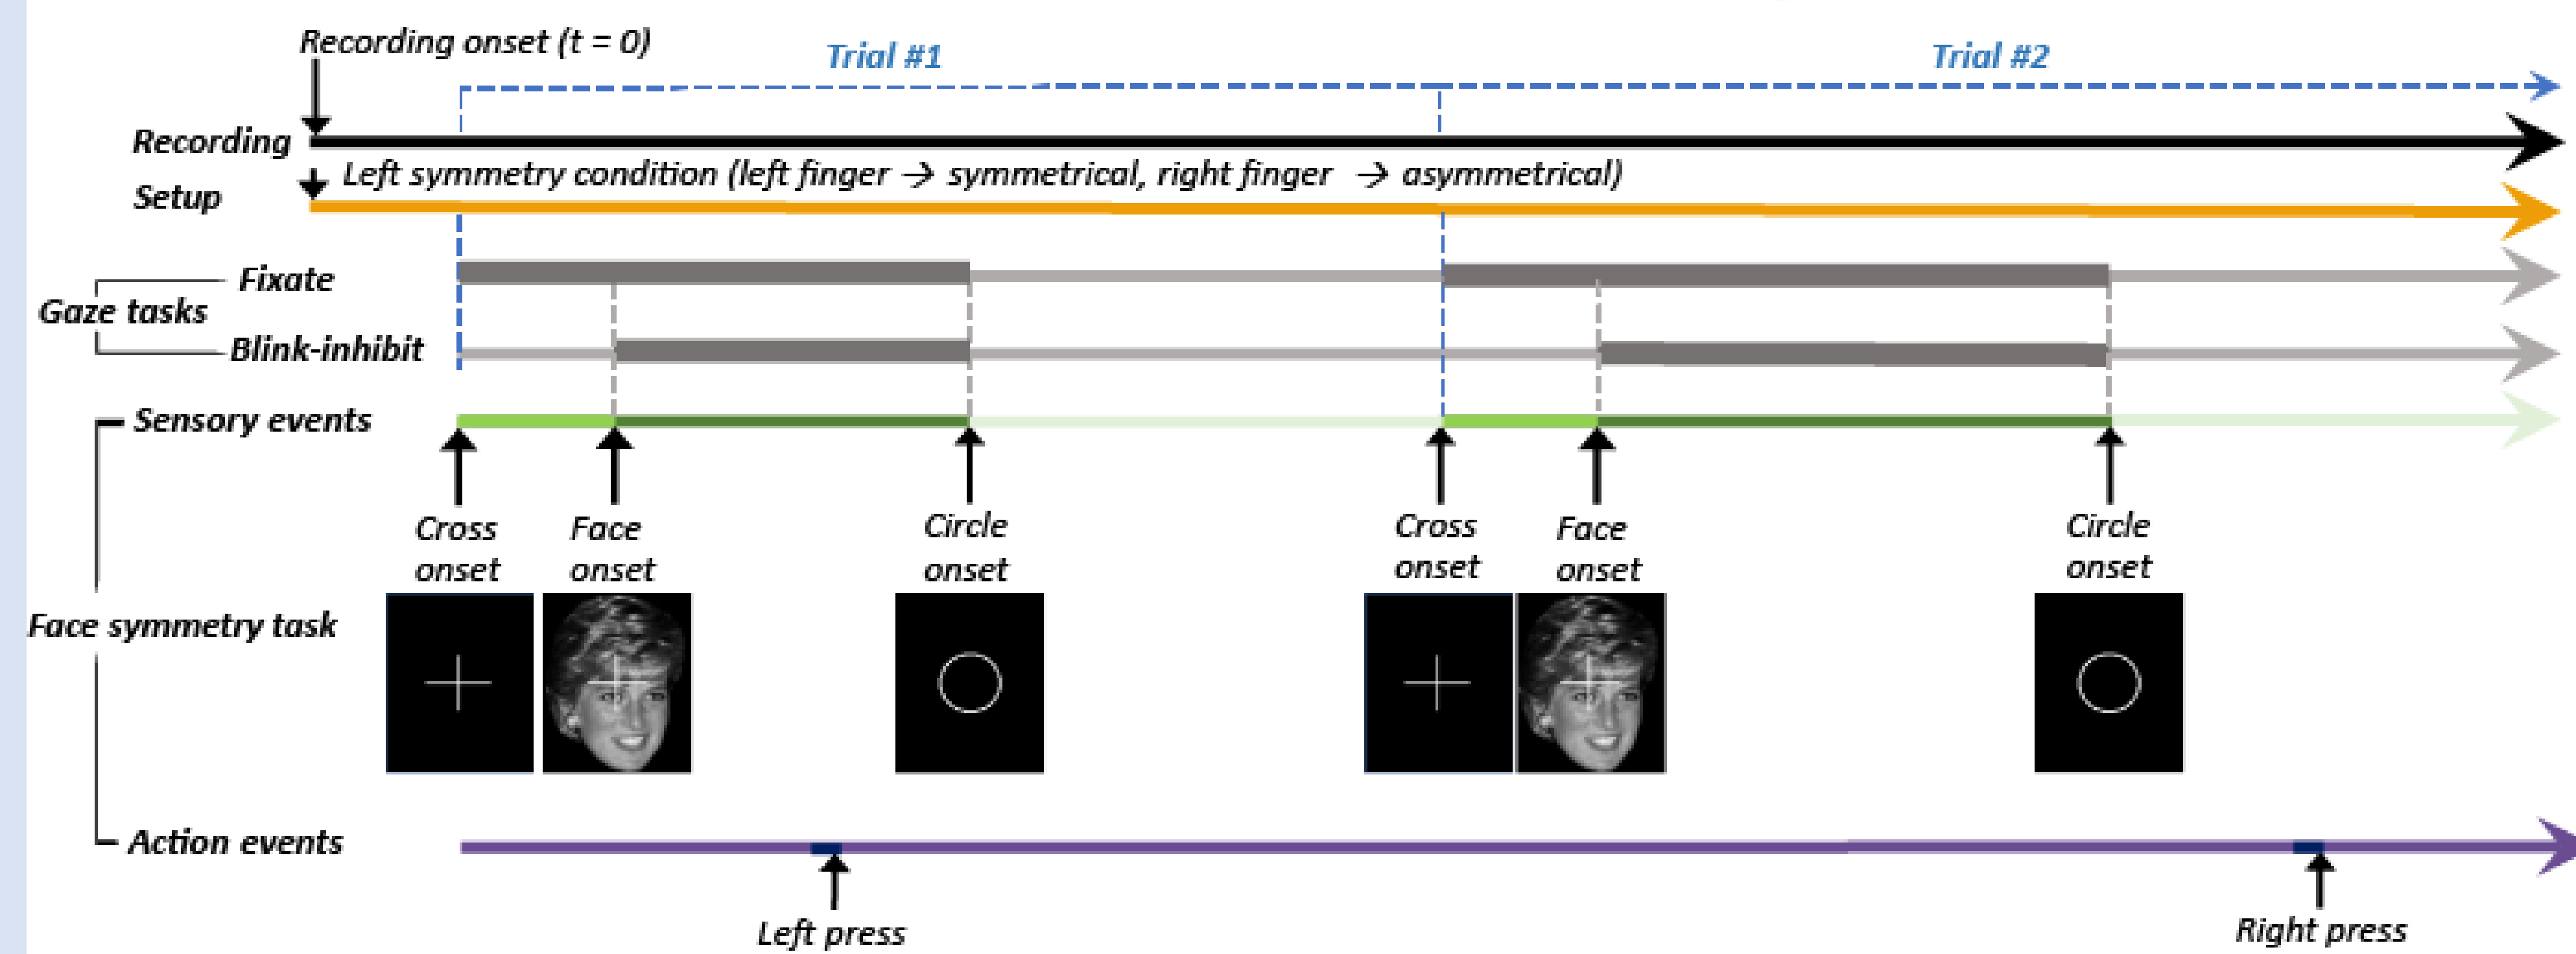 Recording onset (t = 0)
Trial #1
Trial #2
Recording
Left symmetry condition (left finger → symmetrical, right finger → asymmetrical)
Setup
Fixate
Gaze tasks
Blink-inhibit
Sensory events
Cross
onset
Face
onset
Circle
onset
Cross
onset
Face
onset
Circle
onset
Face symmetry task
Action events
Left press
Right press